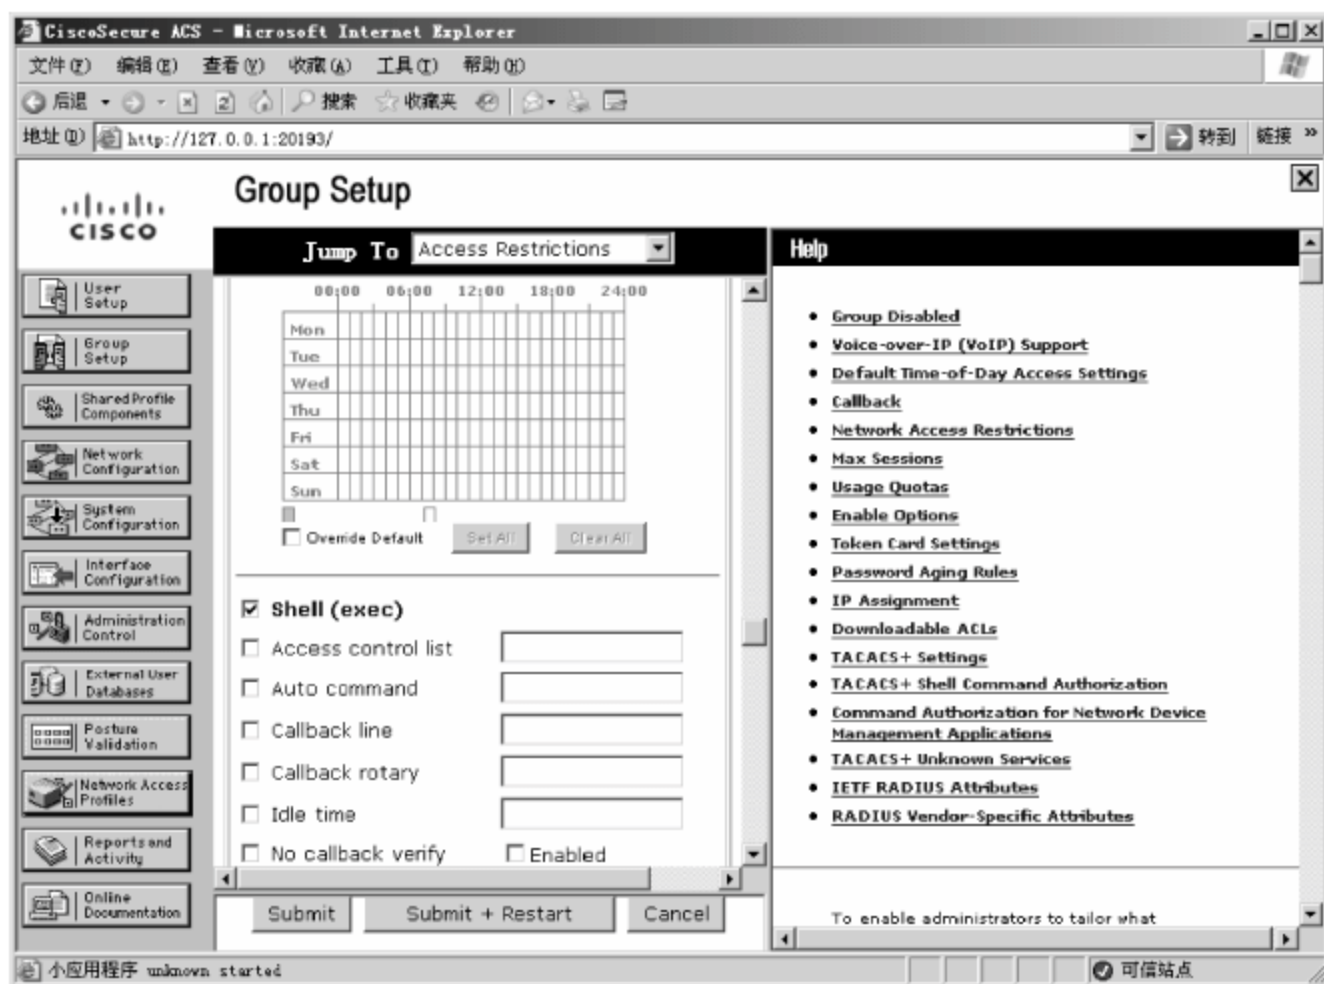 CiscoSecure ACS - Microsoft Internet Explorer
文件(F) 编辑(E) 查看(V) 收藏(A) 工具(T) 帮助(H)
后退 搜索 收藏夹
地址(D) http://127.0.0.1:20193/ 转到 链接 »
CISCO
Group Setup
Jump To Access Restrictions
User Setup
Group Setup
Shared Profile Components
Network Configuration
System Configuration
Interface Configuration
Administration Control
External User Databases
Posture Validation
Network Access Profiles
Reports and Activity
Online Documentation
00:00 06:00 12:00 18:00 24:00
Mon
Tue
Wed
Thu
Fri
Sat
Sun
Override Default Set All Clear All
Shell (exec)
Access control list
Auto command
Callback line
Callback rotary
Idle time
No callback verify Enabled
Submit Submit + Restart Cancel
Help
Group Disabled
Voice-over-IP (VoIP) Support
Default Time-of-Day Access Settings
Callback
Network Access Restrictions
Max Sessions
Usage Quotas
Enable Options
Token Card Settings
Password Aging Rules
IP Assignment
Downloadable ACLs
TACACS+ Settings
TACACS+ Shell Command Authorization
Command Authorization for Network Device
Management Applications
TACACS+ Unknown Services
IETF RADIUS Attributes
RADIUS Vendor-Specific Attributes
To enable administrators to tailor what
小应用程序 unknown started 可信站点